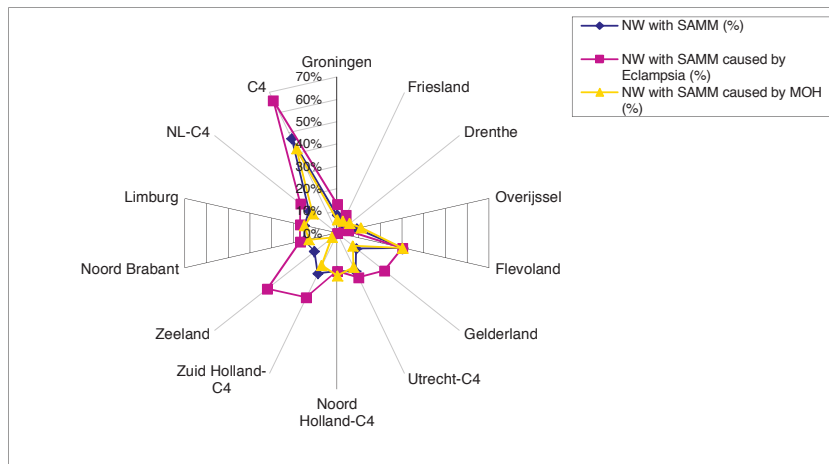 NW with SAMM (%)
NW with SAMM caused by
Eclampsia (%)
NW with SAMM caused by MOH
(%)
Groningen
Friesland
Drenthe
Overijssel
Flevoland
Gelderland
Utrecht-C4
Noord
Holland-C4
Zuid Holland-
C4
Zeeland
Noord Brabant
Limburg
NL-C4
C4
70%
60%
50%
40%
30%
20%
10%
0%